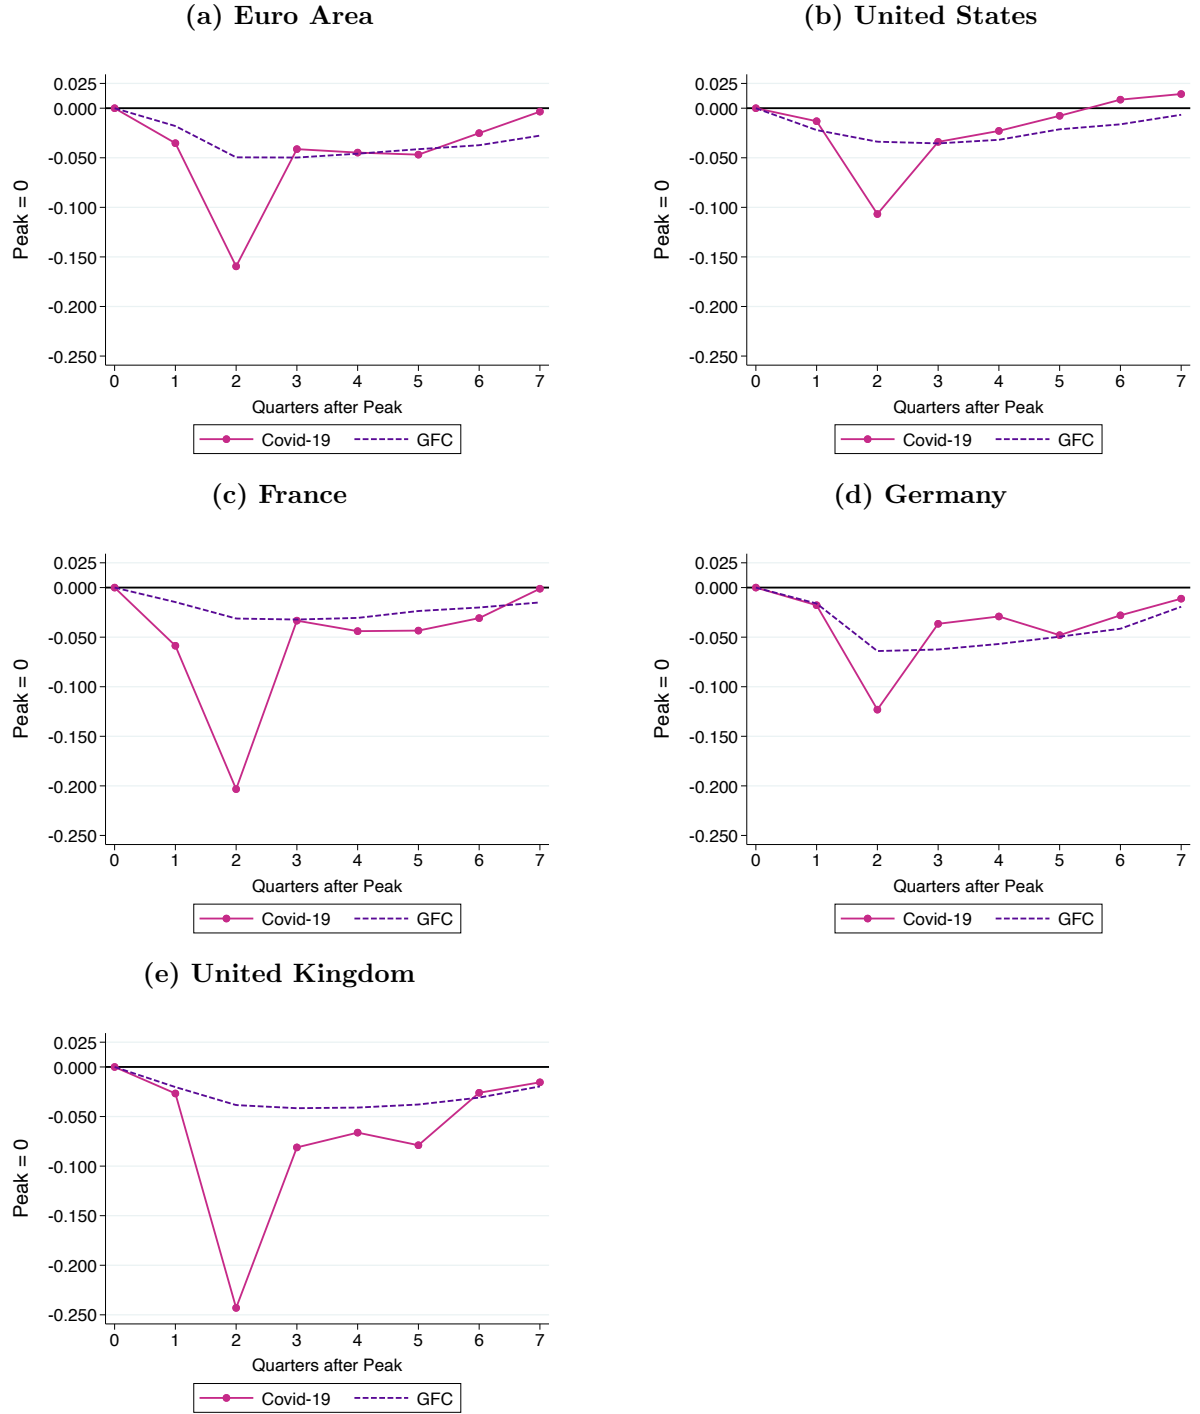 (a) Euro Area
0.025
0.000
-0.050
-0.100
-0.150
-0.200
-0.250
Peak = 0
0 1 2 3 4 5 6 7
Quarters after Peak
Covid-19 GFC
(b) United States
0.025
0.000
-0.050
-0.100
-0.150
-0.200
-0.250
Peak = 0
0 1 2 3 4 5 6 7
Quarters after Peak
Covid-19 GFC
(c) France
0.025
0.000
-0.050
-0.100
-0.150
-0.200
-0.250
Peak = 0
0 1 2 3 4 5 6 7
Quarters after Peak
Covid-19 GFC
(d) Germany
0.025
0.000
-0.050
-0.100
-0.150
-0.200
-0.250
Peak = 0
0 1 2 3 4 5 6 7
Quarters after Peak
Covid-19 GFC
(e) United Kingdom
0.025
0.000
-0.050
-0.100
-0.150
-0.200
-0.250
Peak = 0
0 1 2 3 4 5 6 7
Quarters after Peak
Covid-19 GFC